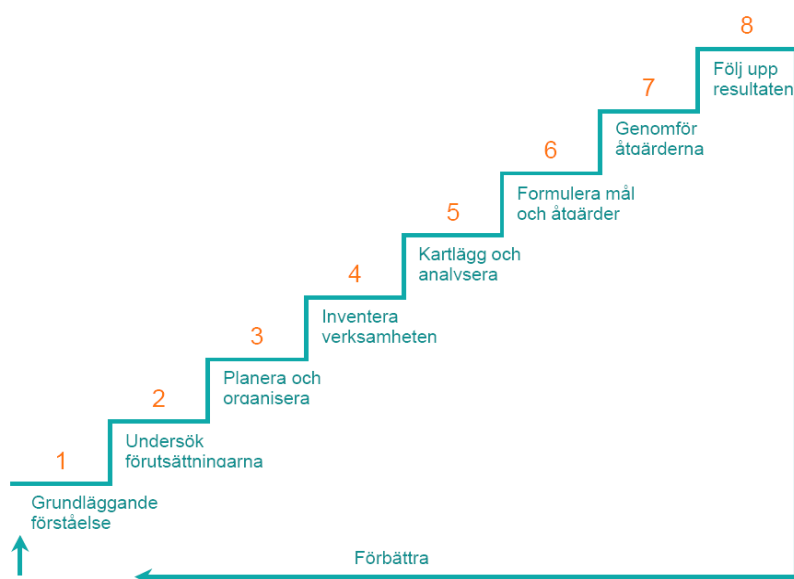 1
Grundläggande
förståelse
2
Undersök
förutsättningarna
3
Planera och
organisera
4
Inventera
verksamheten
5
Kartlägg och
analysera
6
Formulera mål
och åtgärder
7
Genomför
åtgärderna
8
Följ upp
resultaten
Förbättra